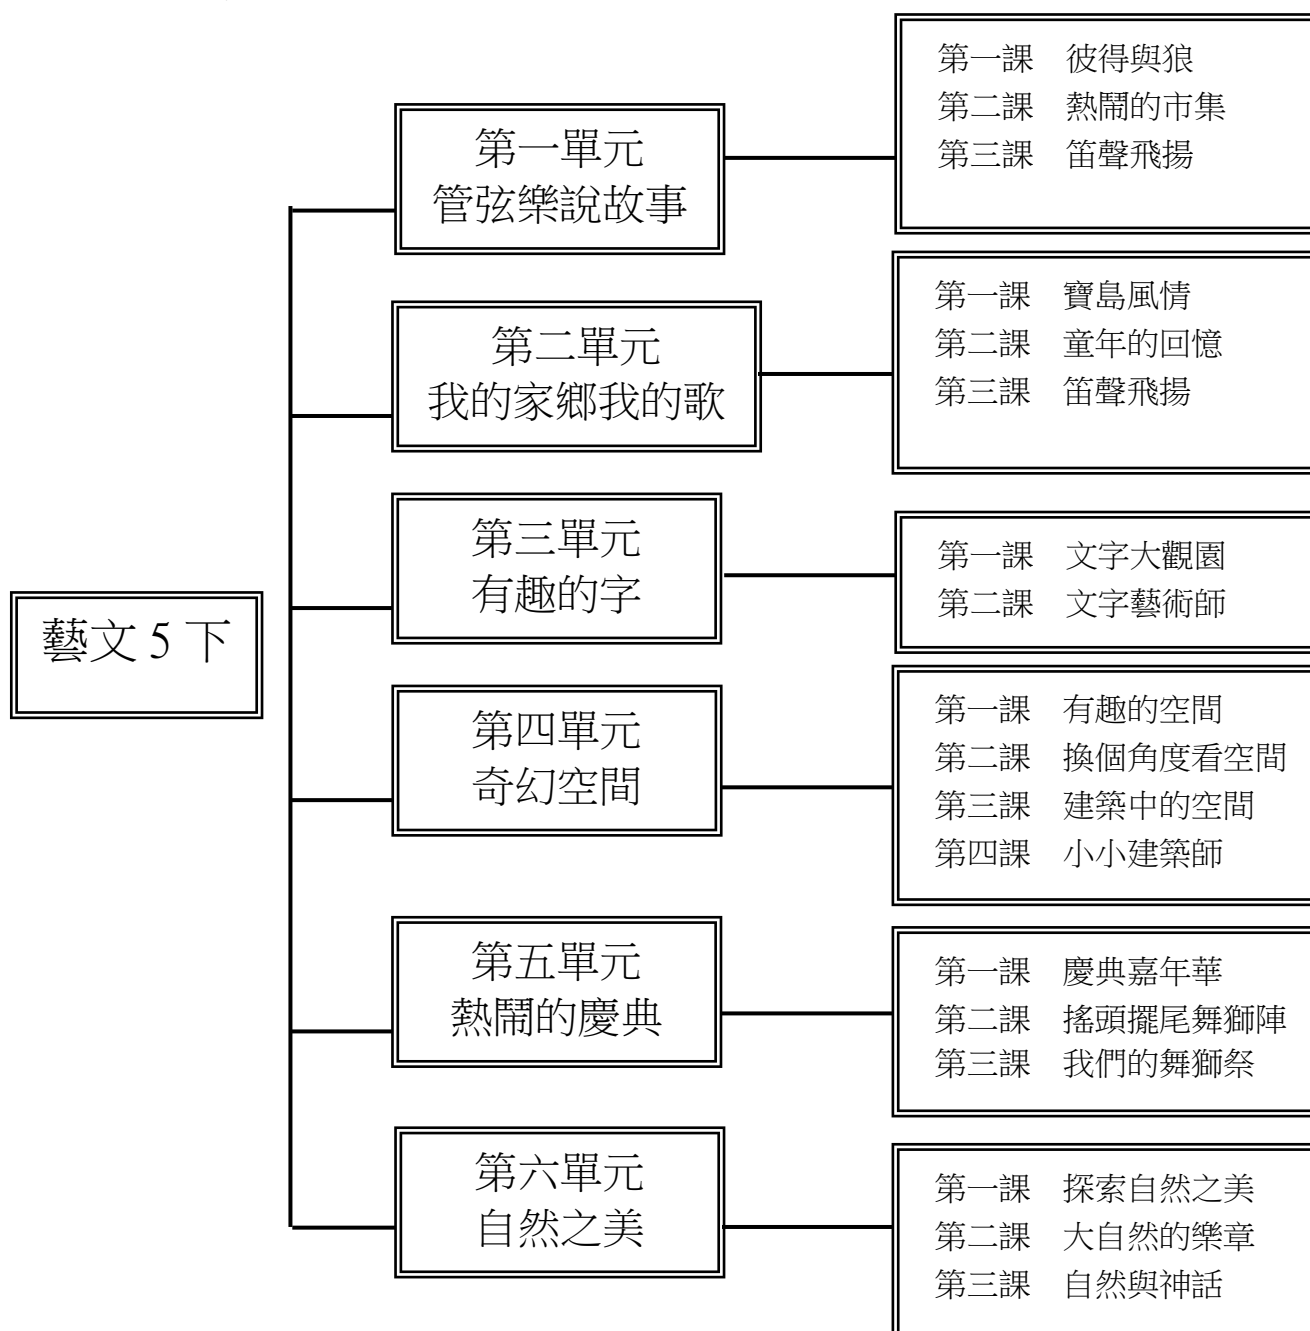 藝文 5 下
第一單元
管弦樂說故事
第一課　彼得與狼
第二課　熱鬧的市集
第三課　笛聲飛揚
第二單元
我的家鄉我的歌
第一課　寶島風情
第二課　童年的回憶
第三課　笛聲飛揚
第三單元
有趣的字
第一課　文字大觀園
第二課　文字藝術師
第四單元
奇幻空間
第一課　有趣的空間
第二課　換個角度看空間
第三課　建築中的空間
第四課　小小建築師
第五單元
熱鬧的慶典
第一課　慶典嘉年華
第二課　搖頭擺尾舞獅陣
第三課　我們的舞獅祭
第六單元
自然之美
第一課　探索自然之美
第二課　大自然的樂章
第三課　自然與神話